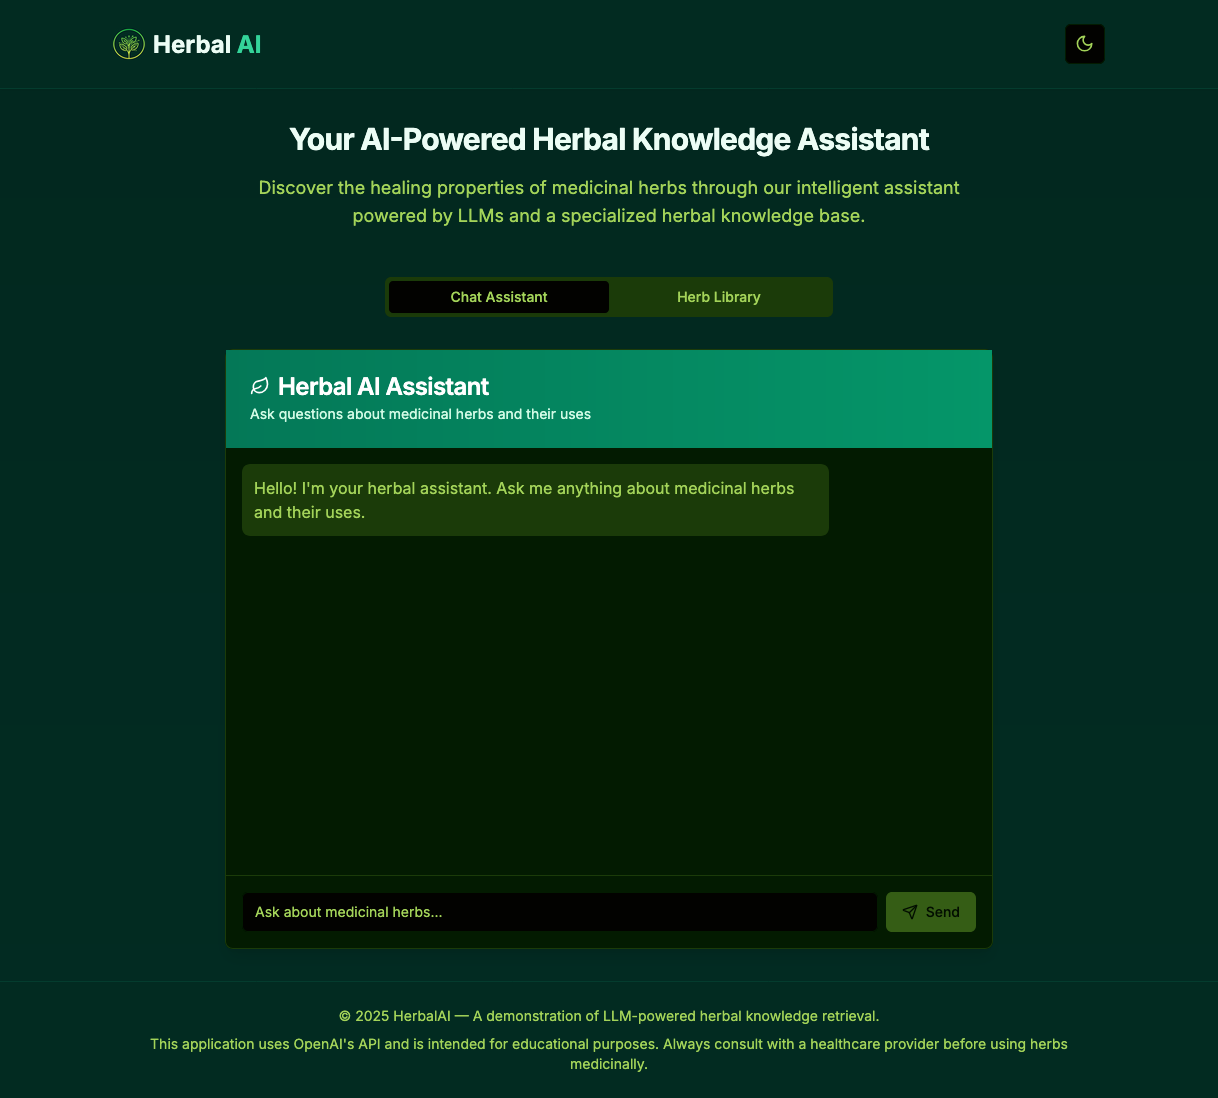 Herbal AI
Your AI-Powered Herbal Knowledge Assistant
Discover the healing properties of medicinal herbs through our intelligent assistant
powered by LLMs and a specialized herbal knowledge base.
Chat Assistant
Herb Library
Herbal AI Assistant
Ask questions about medicinal herbs and their uses
Hello! I'm your herbal assistant. Ask me anything about medicinal herbs
and their uses.
Ask about medicinal herbs...
Send
© 2025 HerbalAI — A demonstration of LLM-powered herbal knowledge retrieval.
This application uses OpenAI's API and is intended for educational purposes. Always consult with a healthcare provider before using herbs
medicinally.